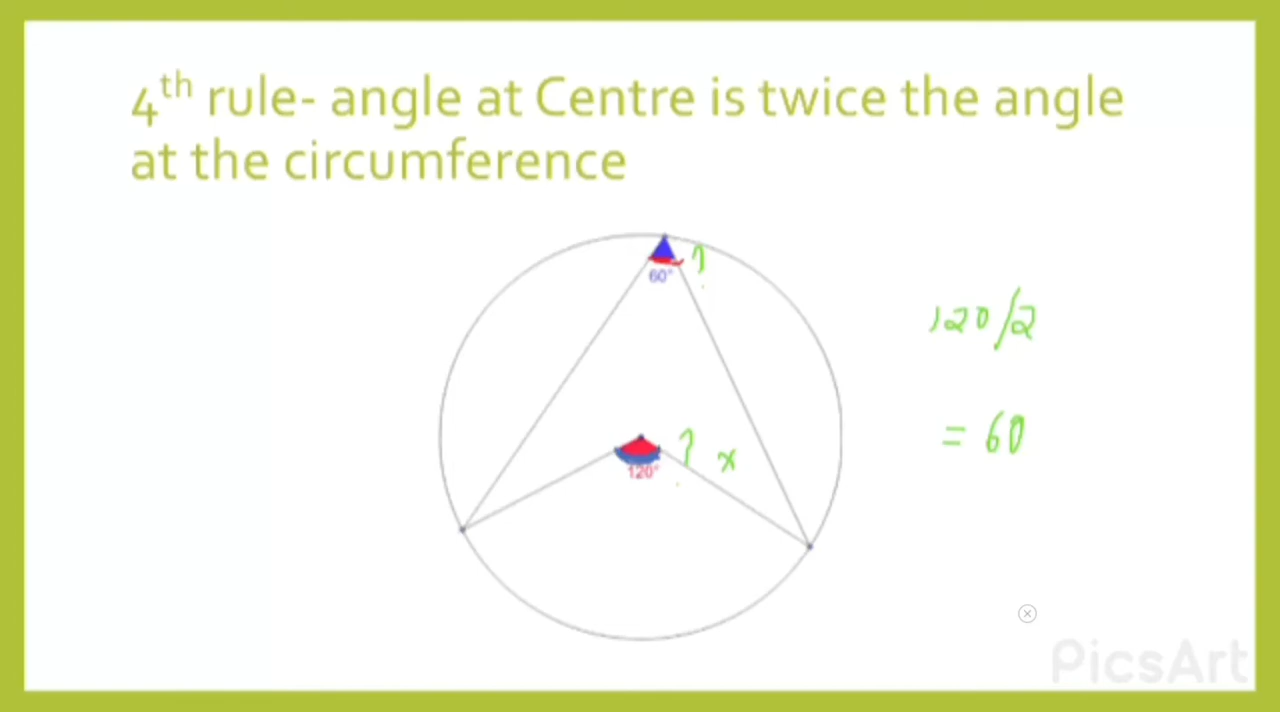 4th rule- angle at Centre is twice the angle
at the circumference
60° ?
120/2
= 60
? x
120°
PicsArt